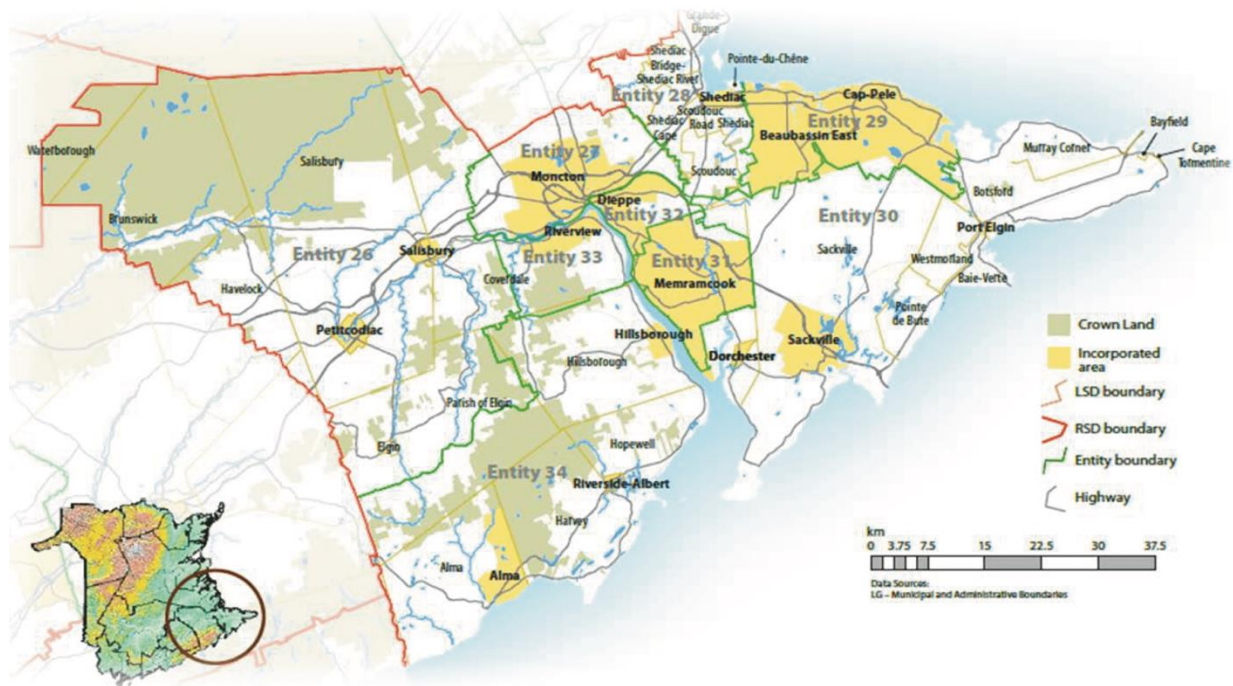 Grande-
Digue
Shediac
Bridge-
Shediac River
Pointe-du-Chêne
Entity 28
Shediac
Cap-Pele
Scoudouc
Road
Shediac
Shediac
Cape
Entity 29
Beaubassin East
Bayfield
Murray Corner
Cape
Tormentine
Waterborough
Salisbury
Entity 27
Moncton
Scoudouc
Botsford
Dieppe
Entity 32
Entity 30
Brunswick
Port Elgin
Riverview
Entity 26
Salisbury
Entity 33
Entity 31
Sackville
Westmorland
Coverdale
Memramcook
Baie-Verte
Havelock
Pointe
de Bute
Petitcodiac
Hillsborough
Sackville
Dorchester
Hillsborough
Parish of Elgin
Elgin
Hopewell
Entity 34
Riverside-Albert
Harvey
Alma
Alma
Crown Land
Incorporated
area
LSD boundary
RSD boundary
Entity boundary
Highway
km
0 3.75 7.5 15 22.5 30 37.5
Data Sources:
LG – Municipal and Administrative Boundaries